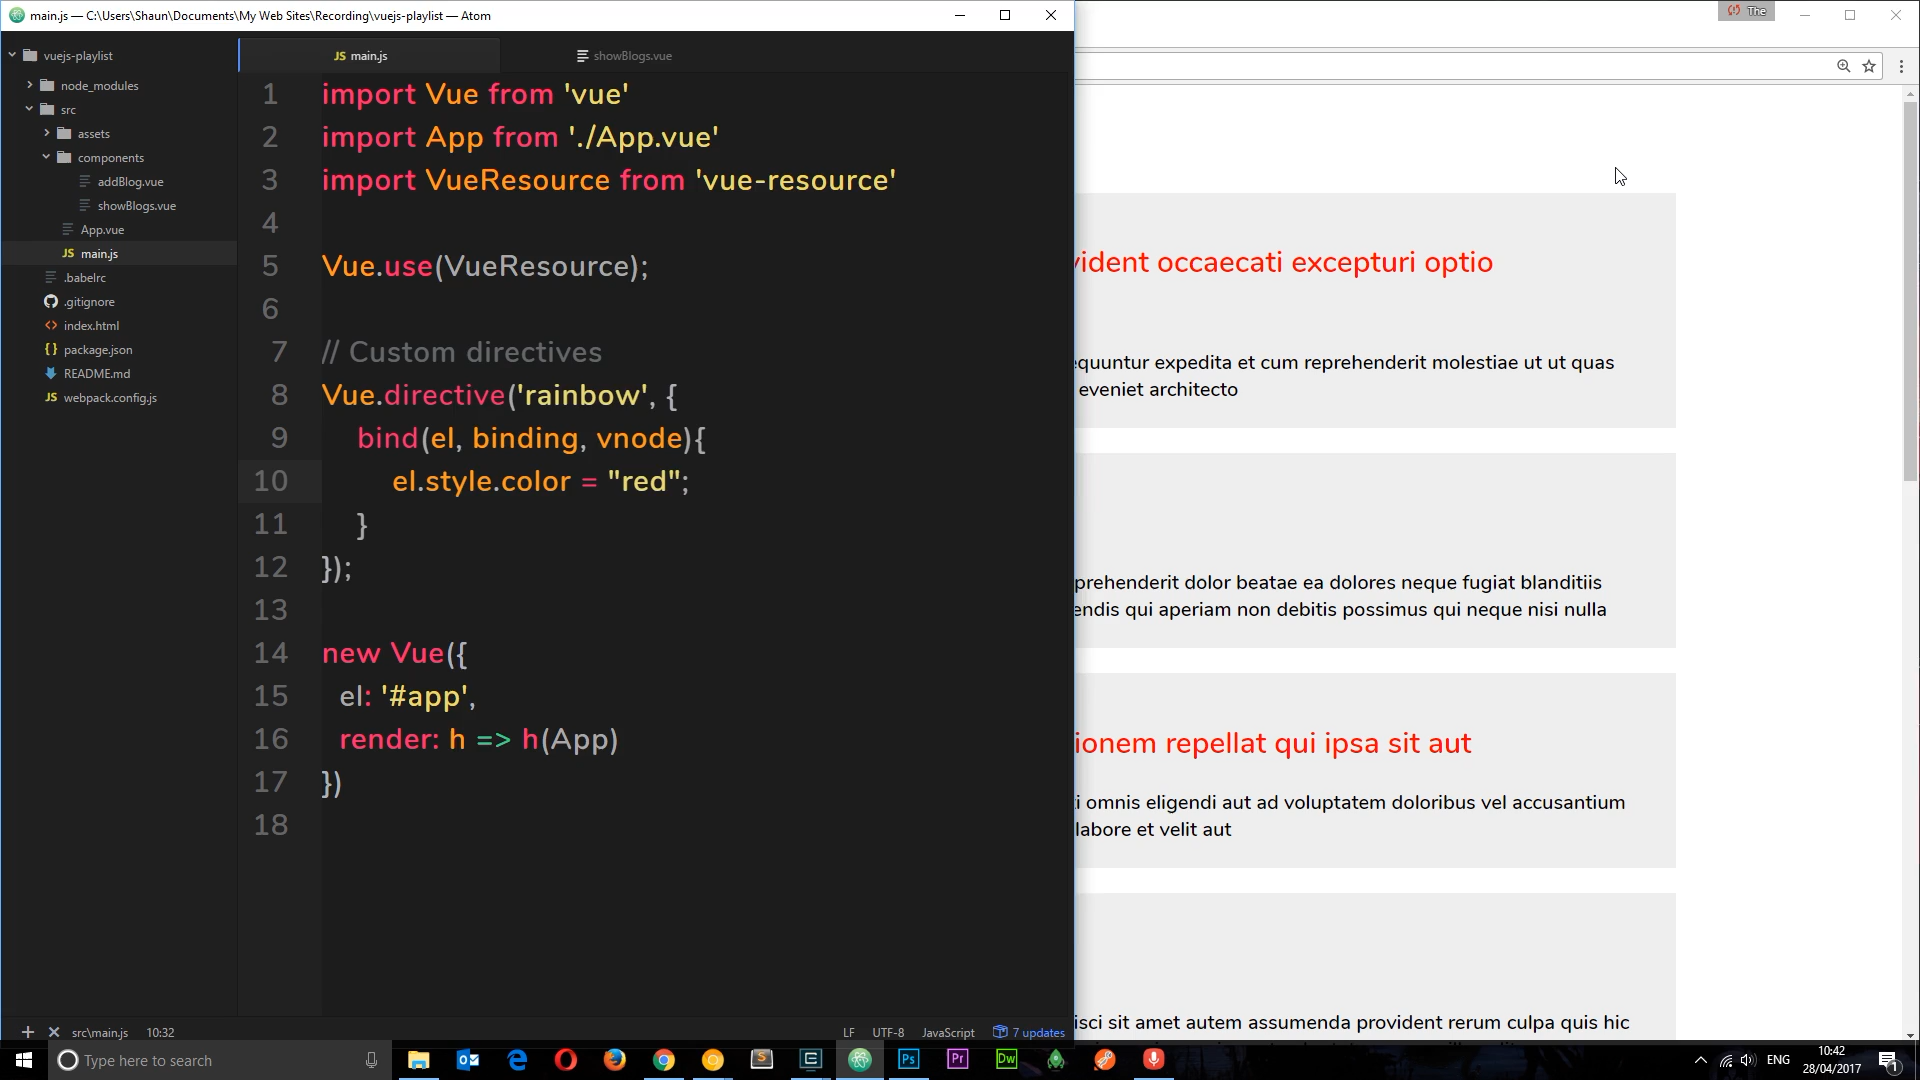 main.js — C:\Users\Shaun\Documents\My Web Sites\Recording\vuejs-playlist — Atom
The
vuejs-playlist
node_modules
src
assets
components
addBlog.vue
showBlogs.vue
App.vue
JS main.js
.babelrc
.gitignore
<> index.html
{} package.json
README.md
JS webpack.config.js
JS main.js
showBlogs.vue
1 import Vue from 'vue'
2 import App from './App.vue'
3 import VueResource from 'vue-resource'
4
5 Vue.use(VueResource);
6
7 // Custom directives
8 Vue.directive('rainbow', {
9 bind(el, binding, vnode){
10 el.style.color = "red";
11 }
12 });
13
14 new Vue({
15 el: '#app',
16 render: h => h(App)
17 })
18
vident occaecati excepturi optio
equuntur expedita et cum reprehenderit molestiae ut ut quas
eveniet architecto
prehenderit dolor beatae ea dolores neque fugiat blanditiis
endis qui aperiam non debitis possimus qui neque nisi nulla
ionem repellat qui ipsa sit aut
i omnis eligendi aut ad voluptatem doloribus vel accusantium
labore et velit aut
isci sit amet autem assumenda provident rerum culpa quis hic
src\main.js 10:32
LF UTF-8 JavaScript 7 updates
Type here to search
Ps
Pr
Dw
ENG
10:42
28/04/2017
1